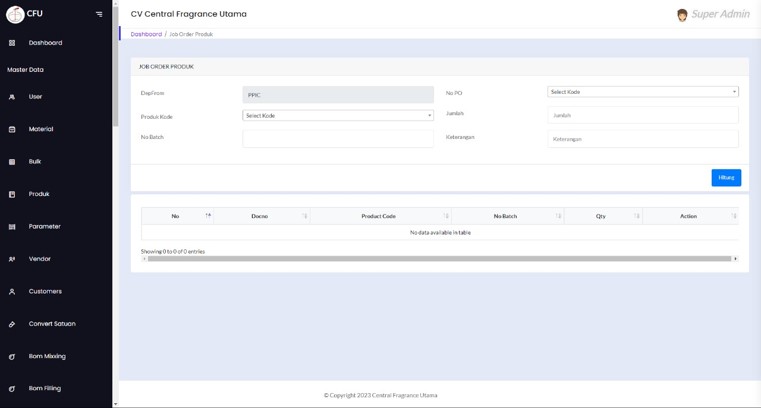 CFU
CV Central Fragrance Utama
Super Admin
Dashboard / Job Order Produk
Dashboard
Master Data
User
Material
Bulk
Produk
Parameter
Vendor
Customers
Convert Satuan
Bom Mixxing
Bom Filling
JOB ORDER PRODUK
DepFrom
PPIC
No PO
Select Kode
Produk Kode
Select Kode
Jumlah
Jumlah
No Batch
Keterangan
Keterangan
Hitung
No Docno Product Code No Batch Qty Action
No data available in table
Showing 0 to 0 of 0 entries
© Copyright 2023 Central Fragrance Utama